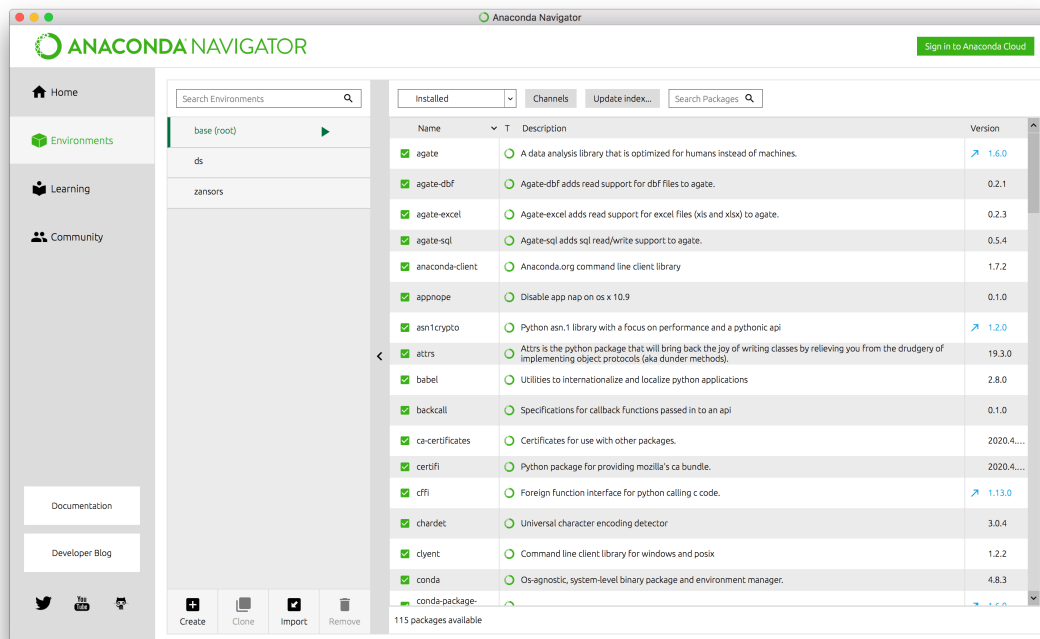 Anaconda Navigator
ANACONDA NAVIGATOR
Sign in to Anaconda Cloud
Home
Environments
Learning
Community
Documentation
Developer Blog
You
Tube
Search Environments
base (root)
ds
zansors
Create
Clone
Import
Remove
Installed
Channels
Update index...
Search Packages
Name T Description Version
agate A data analysis library that is optimized for humans instead of machines. 1.6.0
agate-dbf Agate-dbf adds read support for dbf files to agate. 0.2.1
agate-excel Agate-excel adds read support for excel files (xls and xlsx) to agate. 0.2.3
agate-sql Agate-sql adds sql read/write support to agate. 0.5.4
anaconda-client Anaconda.org command line client library 1.7.2
appnope Disable app nap on os x 10.9 0.1.0
asn1crypto Python asn.1 library with a focus on performance and a pythonic api 1.2.0
attrs Attrs is the python package that will bring back the joy of writing classes by relieving you from the drudgery of
implementing object protocols (aka dunder methods). 19.3.0
babel Utilities to internationalize and localize python applications 2.8.0
backcall Specifications for callback functions passed in to an api 0.1.0
ca-certificates Certificates for use with other packages. 2020.4....
certifi Python package for providing mozilla's ca bundle. 2020.4....
cffi Foreign function interface for python calling c code. 1.13.0
chardet Universal character encoding detector 3.0.4
clyent Command line client library for windows and posix 1.2.2
conda Os-agnostic, system-level binary package and environment manager. 4.8.3
conda-package- 1.6.0
115 packages available